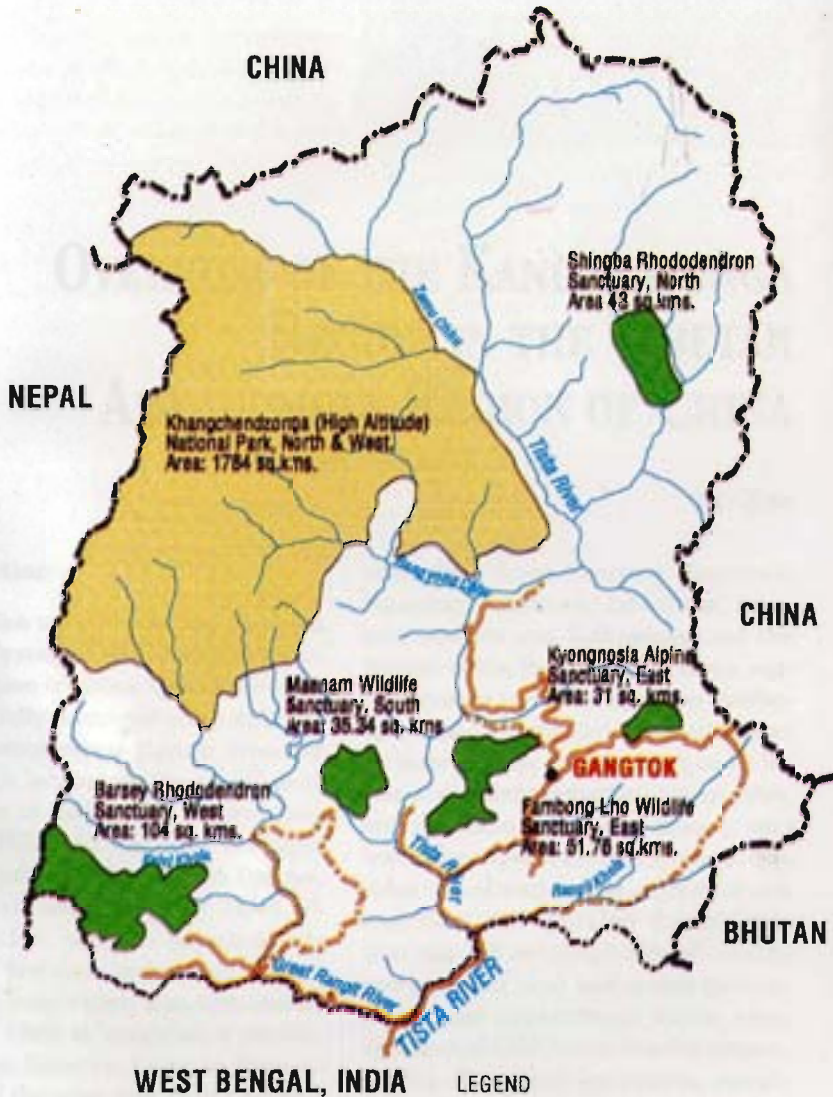 CHINA
Shingba Rhododendron
Sanctuary, North
Area 43 sq.kms.
Zemu Chhu
NEPAL
Khangchendzonga (High Altitude)
National Park, North & West.
Area: 1784 sq.kms.
Tista River
CHINA
Kyongnosla Alpine
Sanctuary, East
Area: 31 sq. kms.
Maenam Wildlife
Sanctuary, South
Area: 35.34 sq. kms
GANGTOK
Barsey Rhododendron
Sanctuary, West
Area: 104 sq. kms.
Fambong-Lho Wildlife
Sanctuary, East
Area: 51.76 sq.kms.
Tista River
BHUTAN
Great Rangit River
TISTA RIVER
WEST BENGAL, INDIA
LEGEND